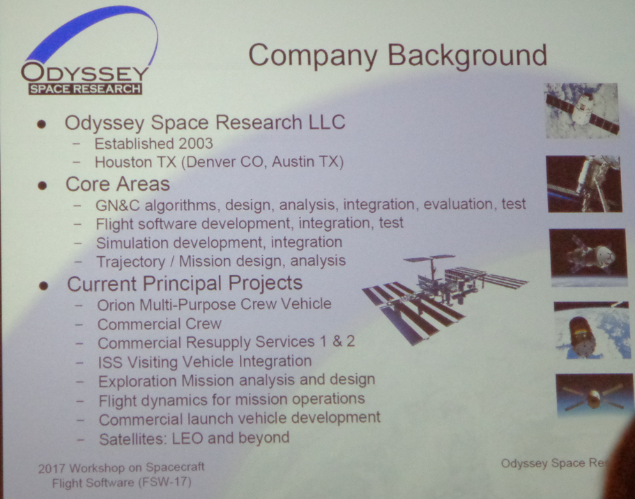 ODYSSEY
SPACE RESEARCH
Company Background
● Odyssey Space Research LLC
– Established 2003
– Houston TX (Denver CO, Austin TX)
● Core Areas
– GN&C algorithms, design, analysis, integration, evaluation, test
– Flight software development, integration, test
– Simulation development, integration
– Trajectory / Mission design, analysis
● Current Principal Projects
– Orion Multi-Purpose Crew Vehicle
– Commercial Crew
– Commercial Resupply Services 1 & 2
– ISS Visiting Vehicle Integration
– Exploration Mission analysis and design
– Flight dynamics for mission operations
– Commercial launch vehicle development
– Satellites: LEO and beyond
2017 Workshop on Spacecraft
Flight Software (FSW-17)
Odyssey Space